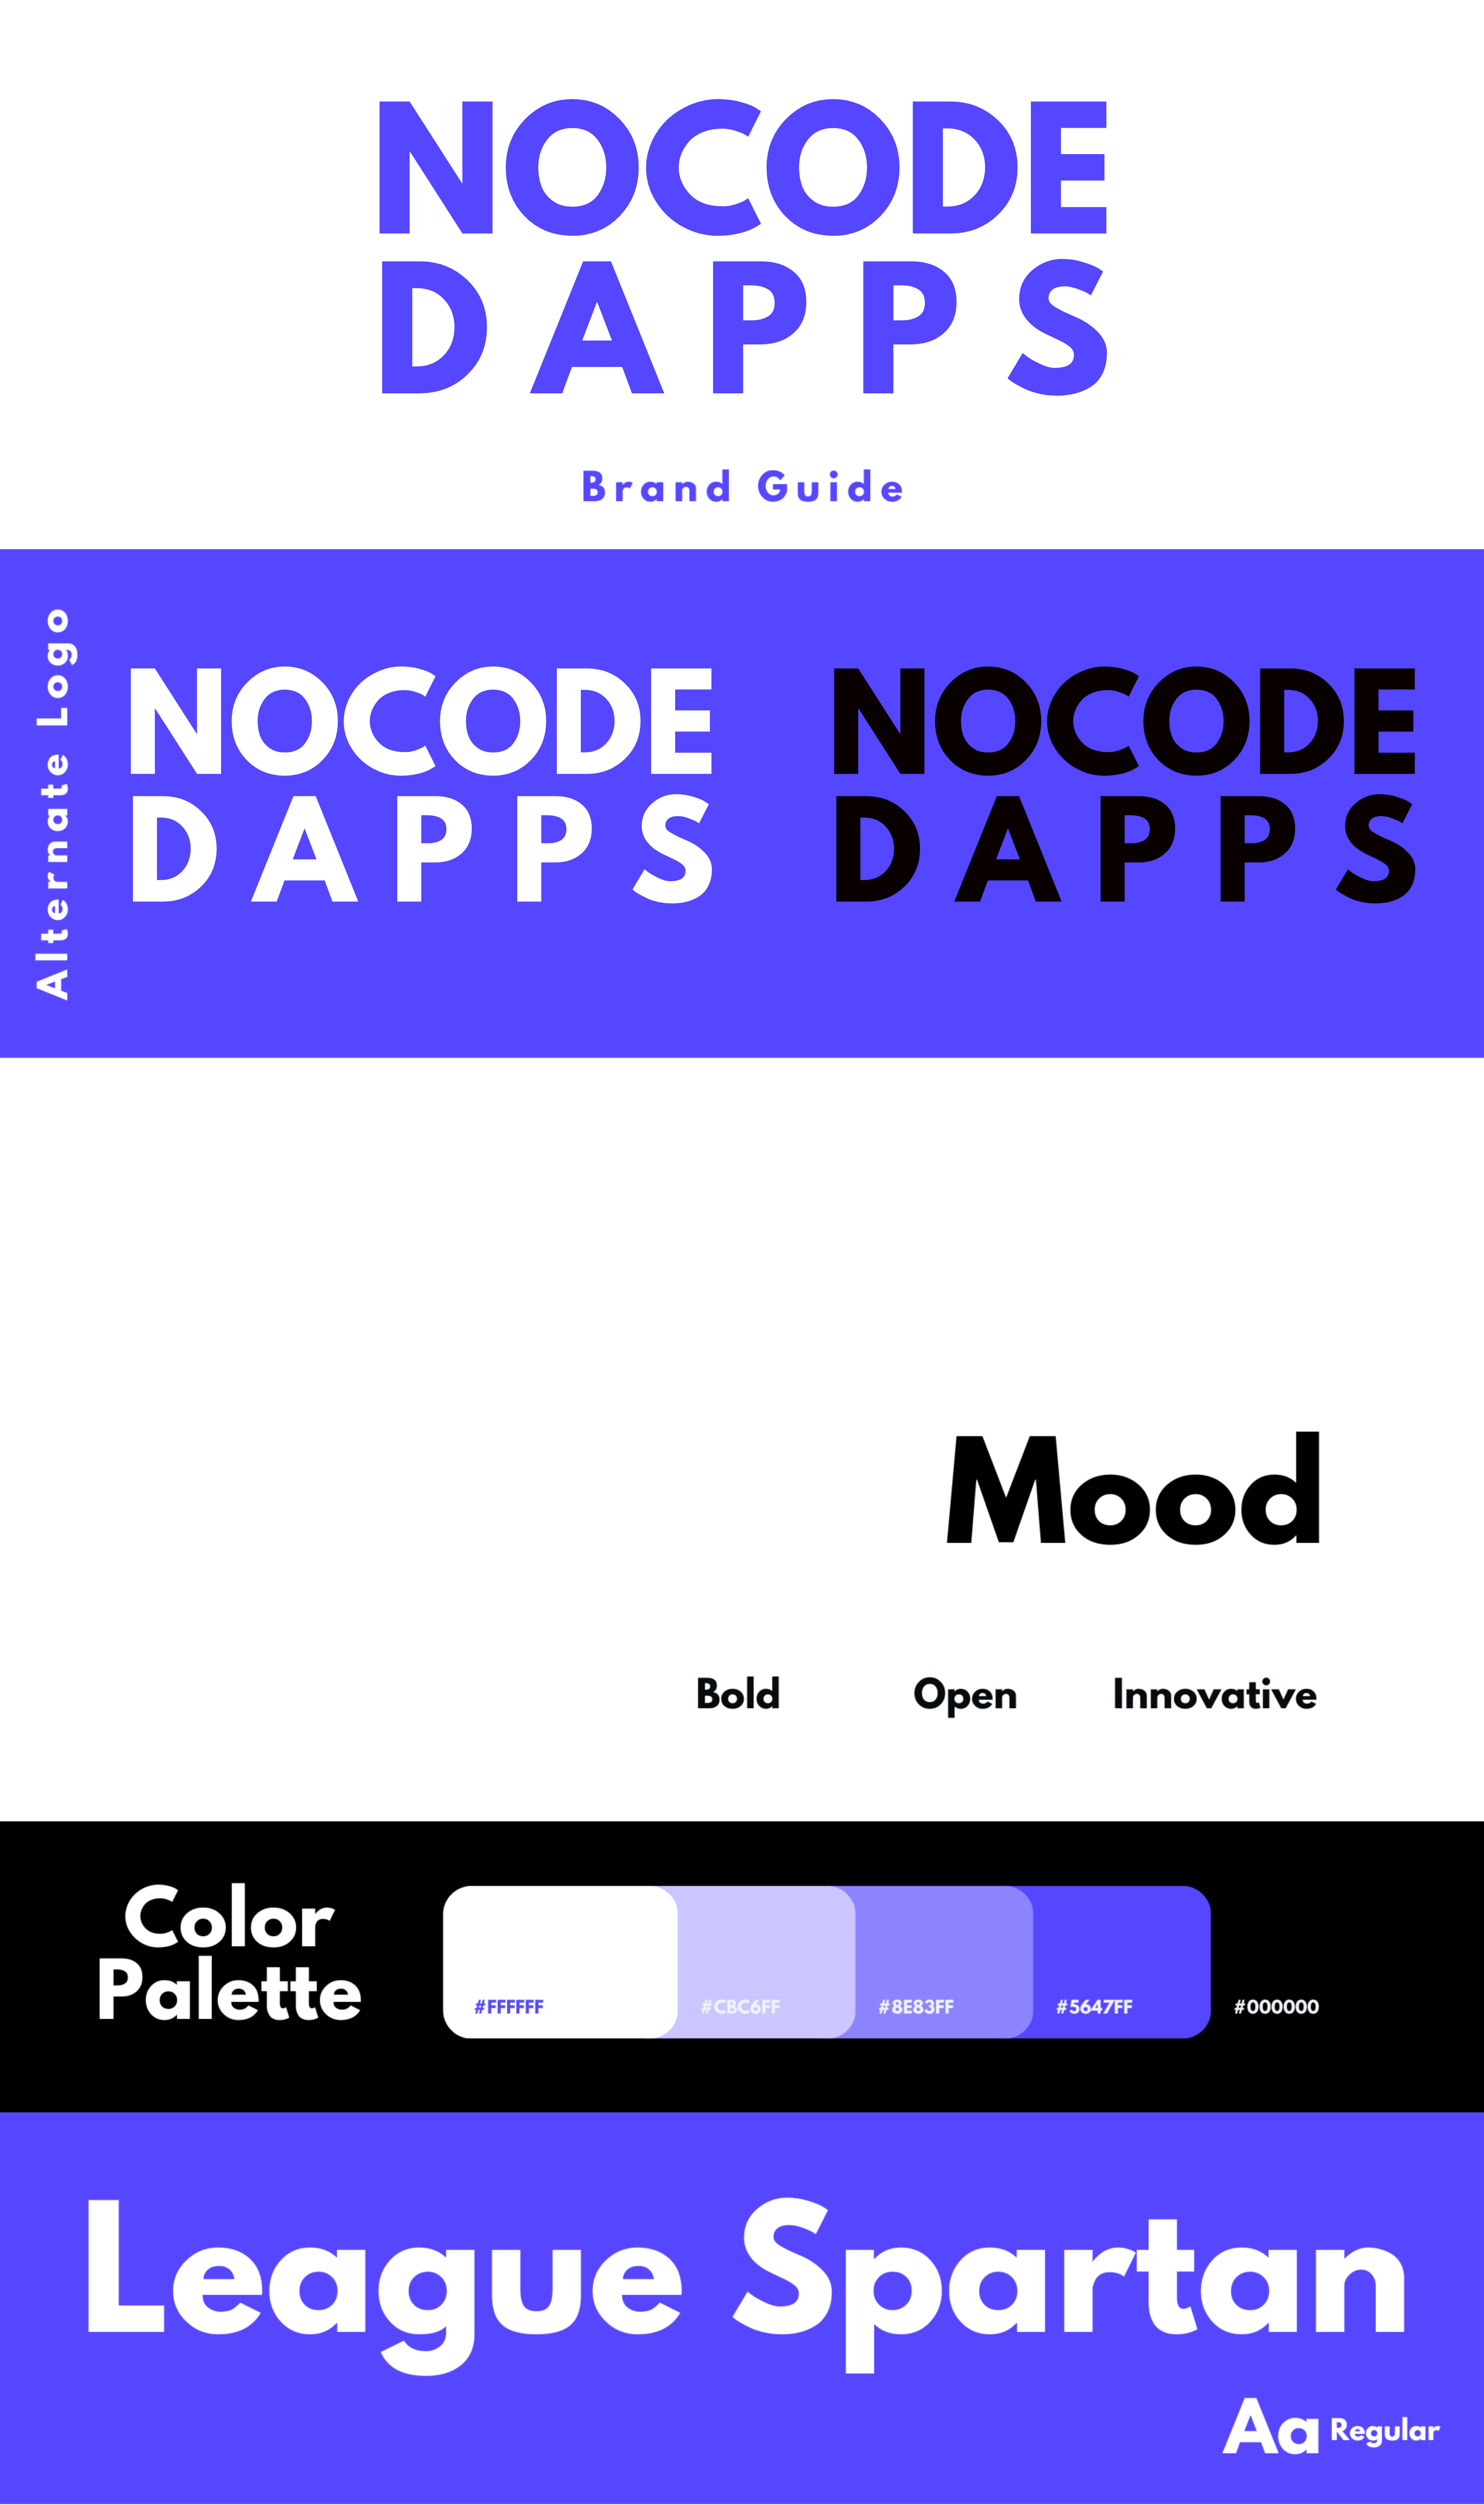 NOCODE
DAPPS
Brand Guide
Alternate Logo
NOCODE
DAPPS
NOCODE
DAPPS
Mood
Bold
Open
Innovative
Color
Palette
#FFFFFF
#CBC6FF
#8E83FF
#5647FF
#000000
League Spartan
Aa Regular